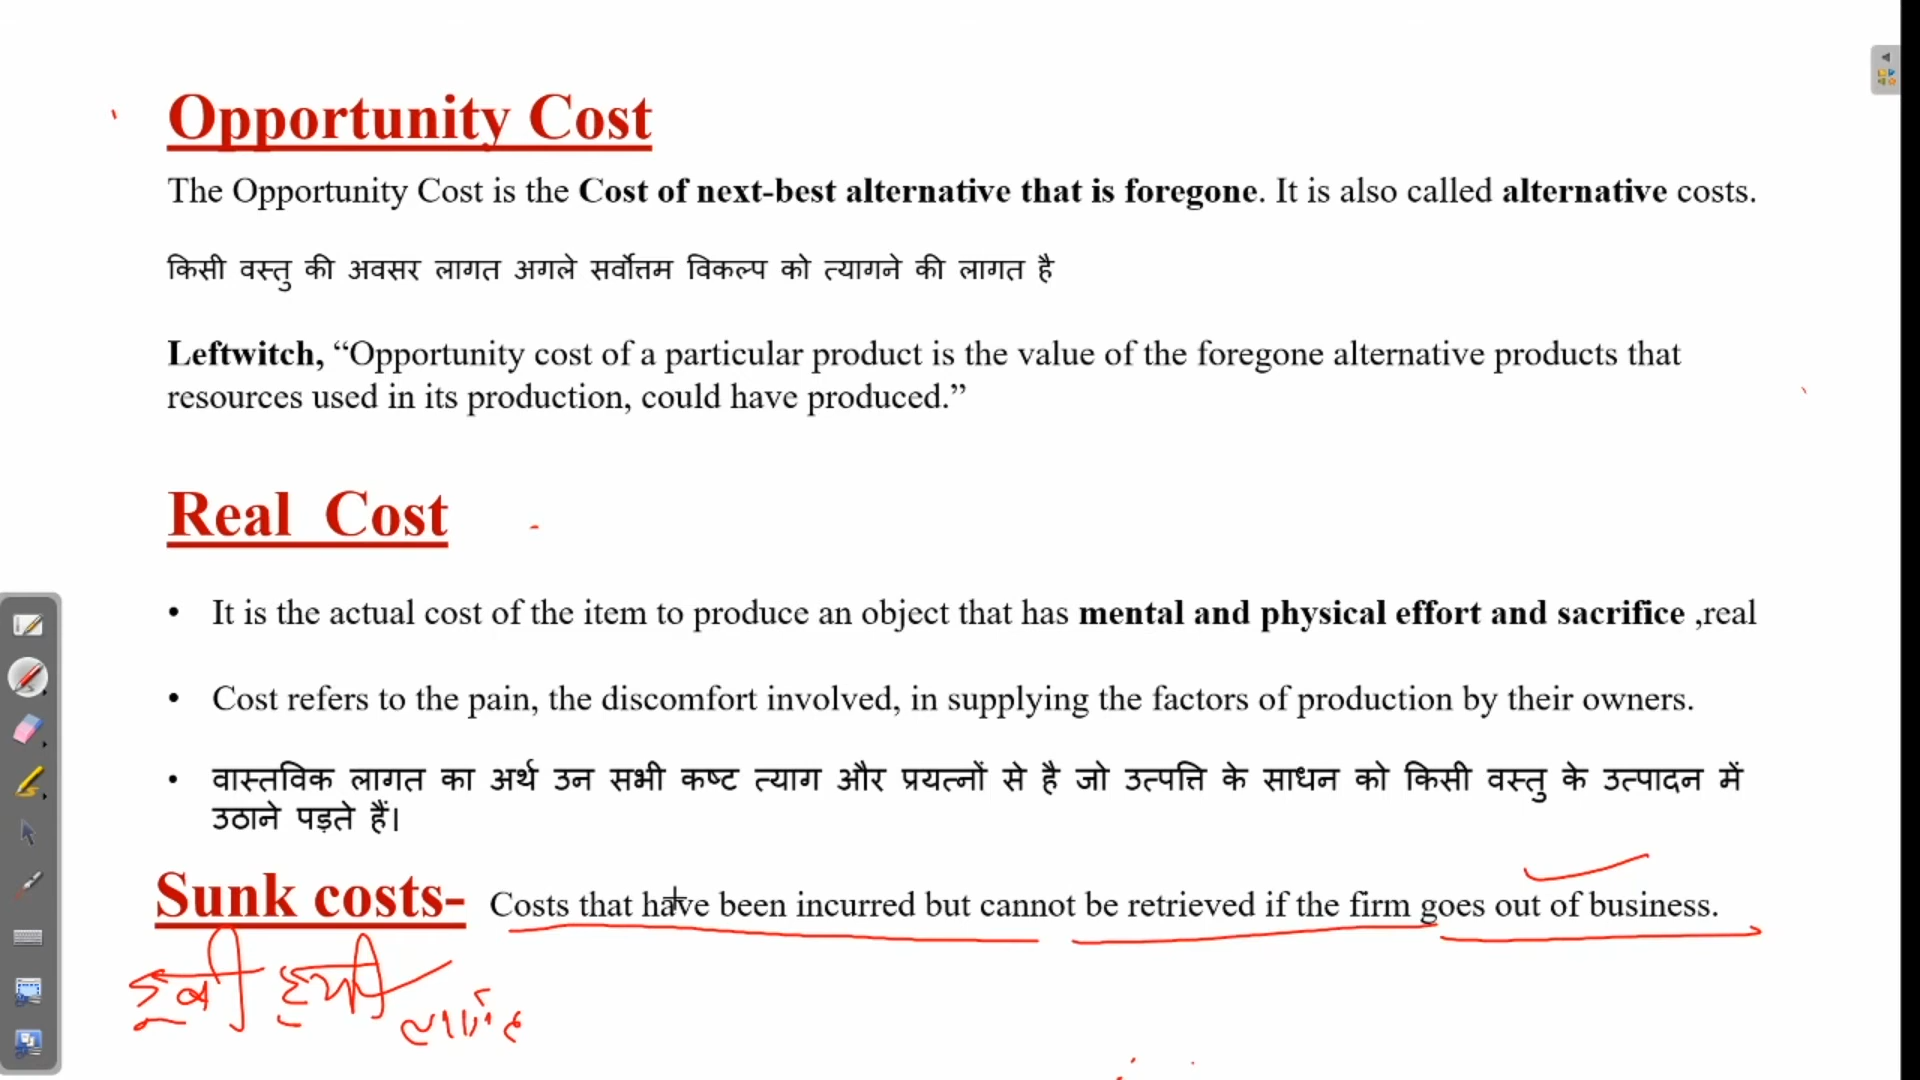 Opportunity Cost
The Opportunity Cost is the Cost of next-best alternative that is foregone. It is also called alternative costs.
किसी वस्तु की अवसर लागत अगले सर्वोत्तम विकल्प को त्यागने की लागत है
Leftwitch, “Opportunity cost of a particular product is the value of the foregone alternative products that
resources used in its production, could have produced.”
Real Cost
• It is the actual cost of the item to produce an object that has mental and physical effort and sacrifice ,real
• Cost refers to the pain, the discomfort involved, in supplying the factors of production by their owners.
• वास्तविक लागत का अर्थ उन सभी कष्ट त्याग और प्रयत्नों से है जो उत्पत्ति के साधन को किसी वस्तु के उत्पादन में
उठाने पड़ते हैं।
Sunk costs- Costs that have been incurred but cannot be retrieved if the firm goes out of business.
डूबी हुयी